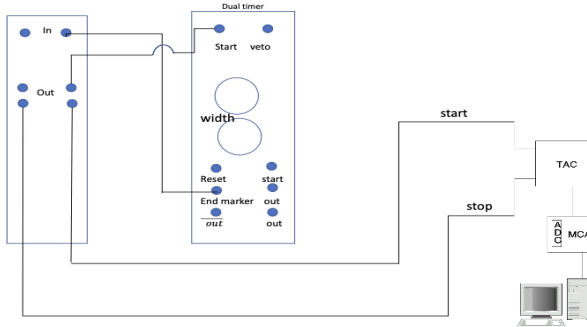 Dual timer
In
Start veto
Out
width
start
Reset start
End marker out
out out
stop
TAC
ADC
MCA